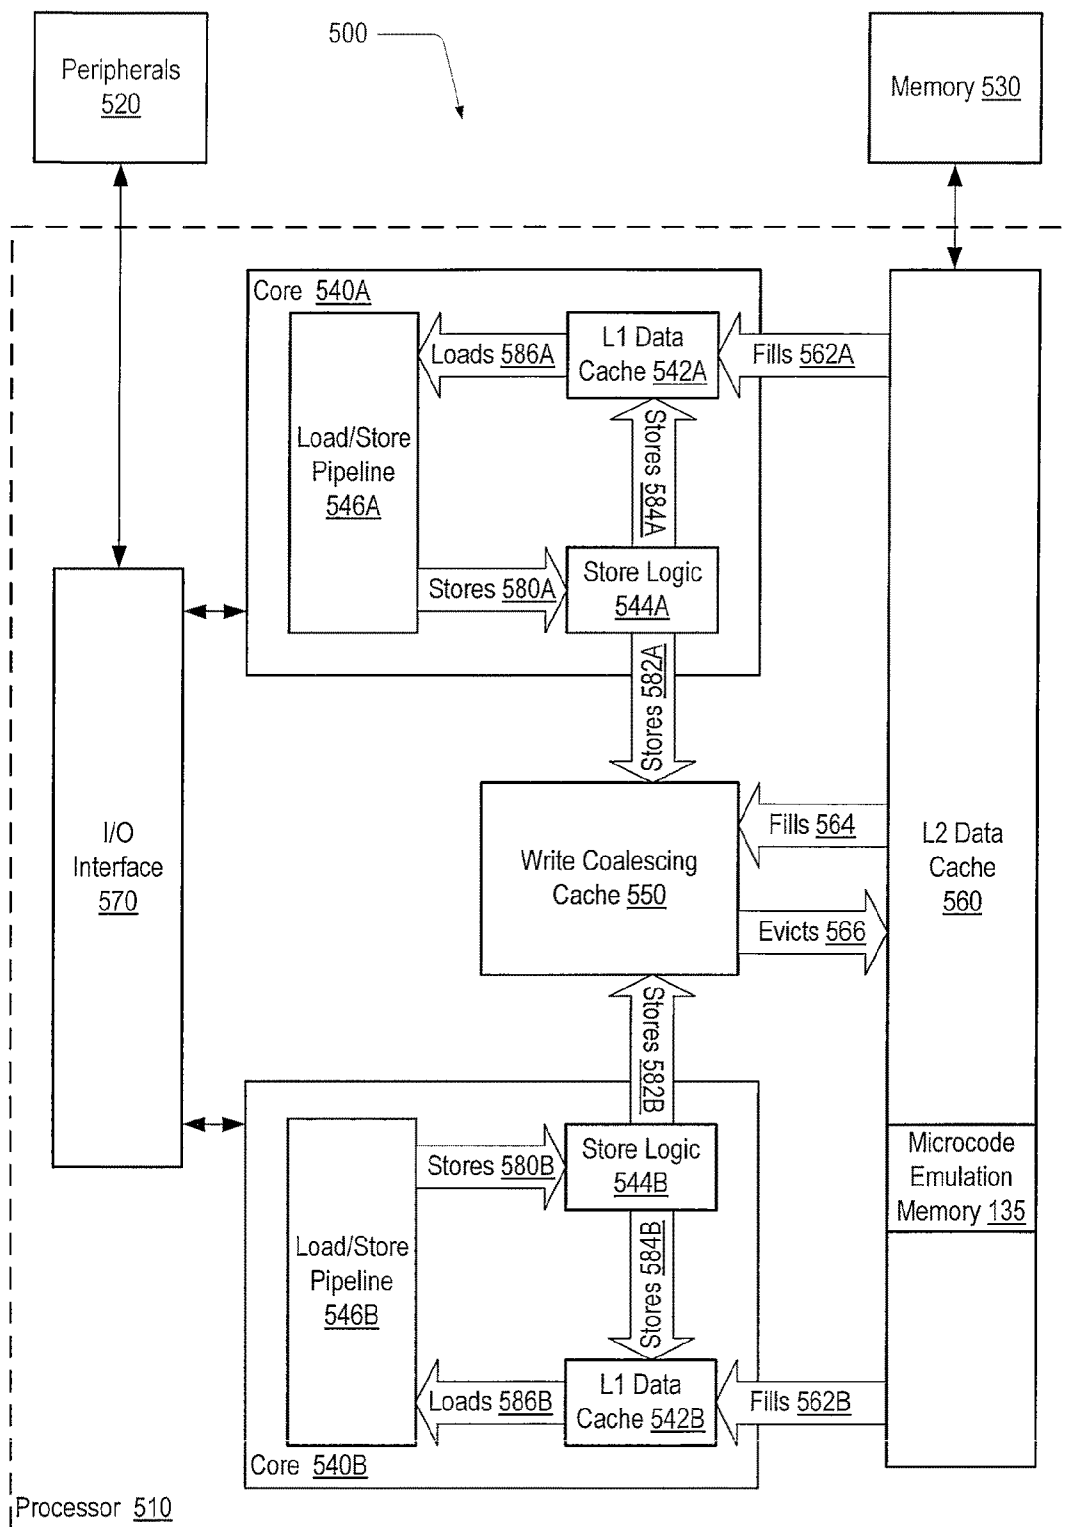 500
Peripherals
520
Memory 530
Core 540A
Load/Store
Pipeline
546A
Loads 586A
L1 Data
Cache 542A
Fills 562A
Stores 584A
Stores 580A
Store Logic
544A
Stores 582A
I/O
Interface
570
Write Coalescing
Cache 550
Fills 564
Evicts 566
L2 Data
Cache
560
Stores 582B
Load/Store
Pipeline
546B
Stores 580B
Store Logic
544B
Stores 584B
Loads 586B
L1 Data
Cache 542B
Fills 562B
Microcode
Emulation
Memory 135
Core 540B
Processor 510